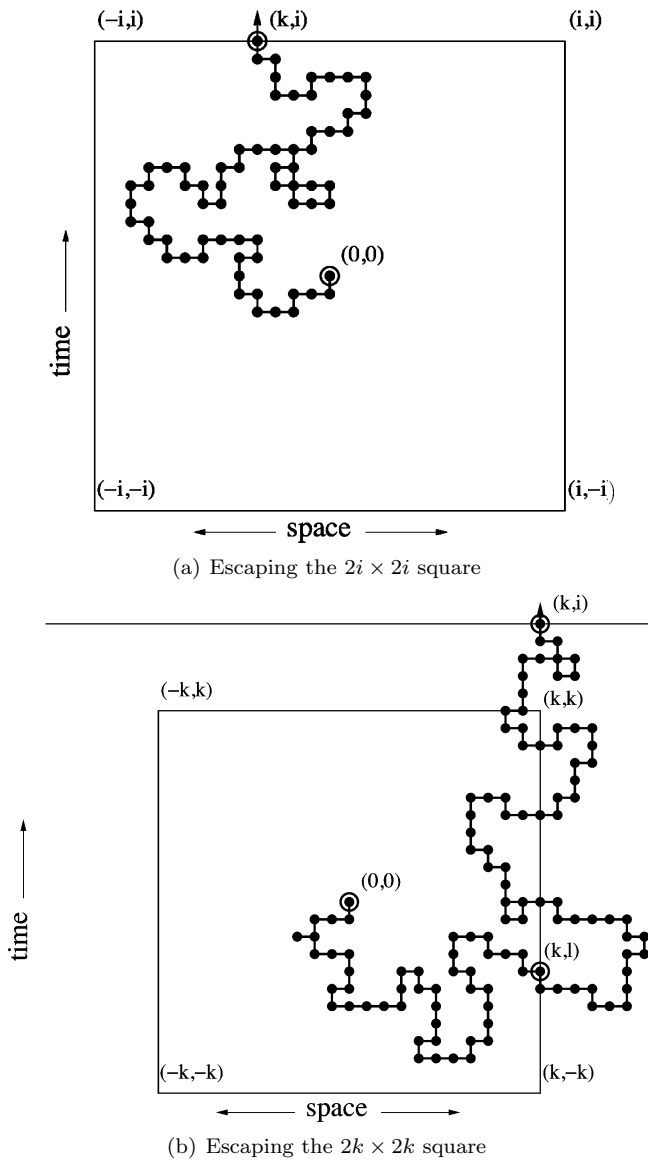 (−i,i) (k,i) (i,i)
(0,0)
time
(−i,−i) (i,−i)
space
(a) Escaping the 2i × 2i square
(k,i)
(−k,k) (k,k)
(0,0)
time
(k,l)
(−k,−k) (k,−k)
space
(b) Escaping the 2k × 2k square